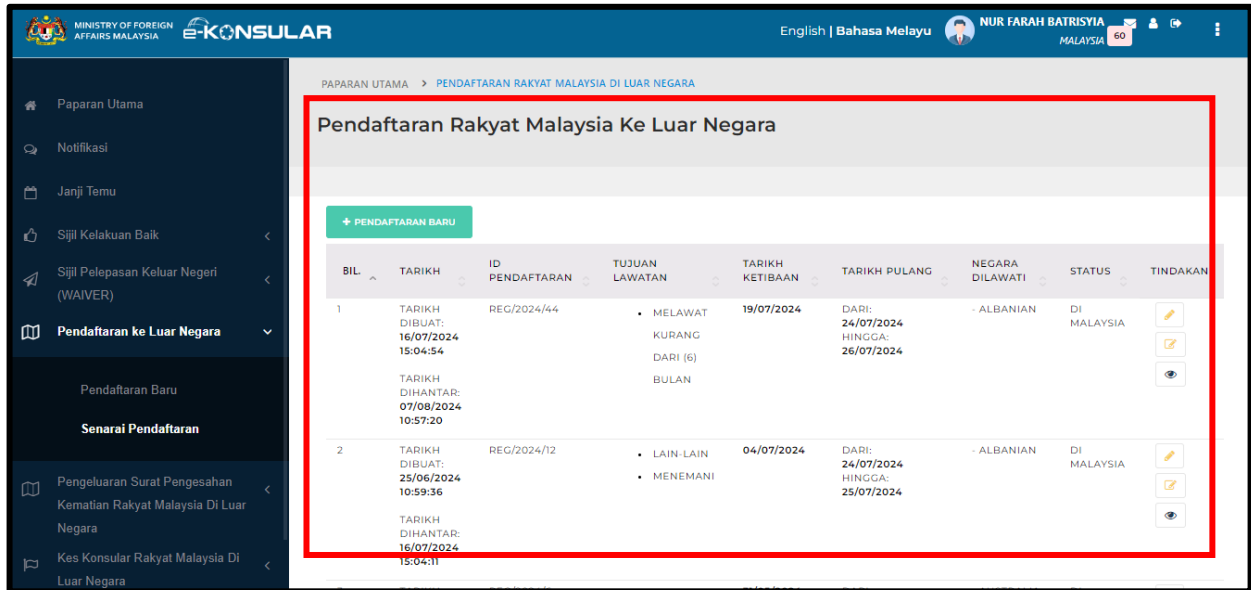 MINISTRY OF FOREIGN
AFFAIRS MALAYSIA
é-KONSULAR
English | Bahasa Melayu
NUR FARAH BATRISYIA
MALAYSIA
60
PAPARAN UTAMA > PENDAFTARAN RAKYAT MALAYSIA DI LUAR NEGARA
Pendaftaran Rakyat Malaysia Ke Luar Negara
Paparan Utama
Notifikasi
Janji Temu
Sijil Kelakuan Baik
Sijil Pelepasan Keluar Negeri
(WAIVER)
Pendaftaran ke Luar Negara
Pendaftaran Baru
Senarai Pendaftaran
Pengeluaran Surat Pengesahan
Kematian Rakyat Malaysia Di Luar
Negara
Kes Konsular Rakyat Malaysia Di
Luar Negara
+ PENDAFTARAN BARU
BIL.
TARIKH
ID
PENDAFTARAN
TUJUAN
LAWATAN
TARIKH
KETIBAAN
TARIKH PULANG
NEGARA
DILAWATI
STATUS
TINDAKAN
1
TARIKH
DIBUAT:
16/07/2024
15:04:54
TARIKH
DIHANTAR:
07/08/2024
10:57:20
REG/2024/44
• MELAWAT
KURANG
DARI (6)
BULAN
19/07/2024
DARI:
24/07/2024
HINGGA:
26/07/2024
- ALBANIAN
DI
MALAYSIA
2
TARIKH
DIBUAT:
25/06/2024
10:59:36
TARIKH
DIHANTAR:
16/07/2024
15:04:11
REG/2024/12
• LAIN-LAIN
• MENEMANI
04/07/2024
DARI:
24/07/2024
HINGGA:
25/07/2024
- ALBANIAN
DI
MALAYSIA